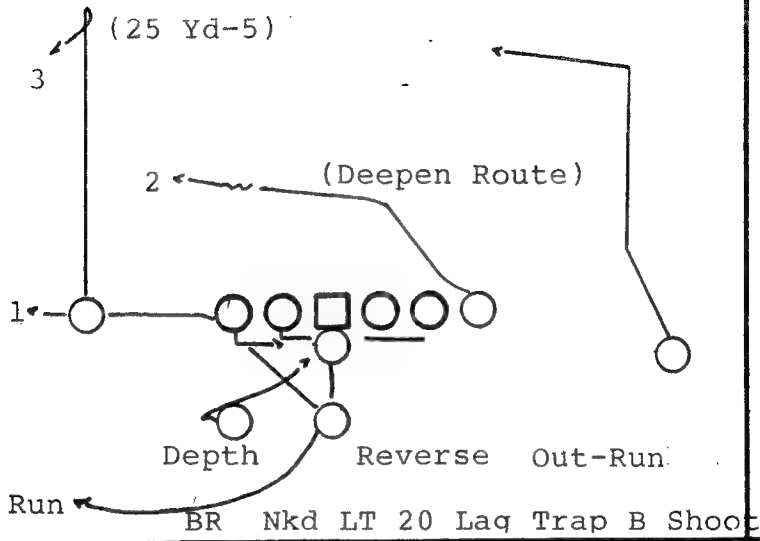 (25 Yd-5)
3
2 (Deepen Route)
1
Depth Reverse Out-Run
Run
BR Nkd LT 20 Lag Trap B Shoot